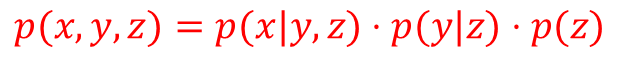 p(x, y, z) = p(x|y, z) · p(y|z) · p(z)